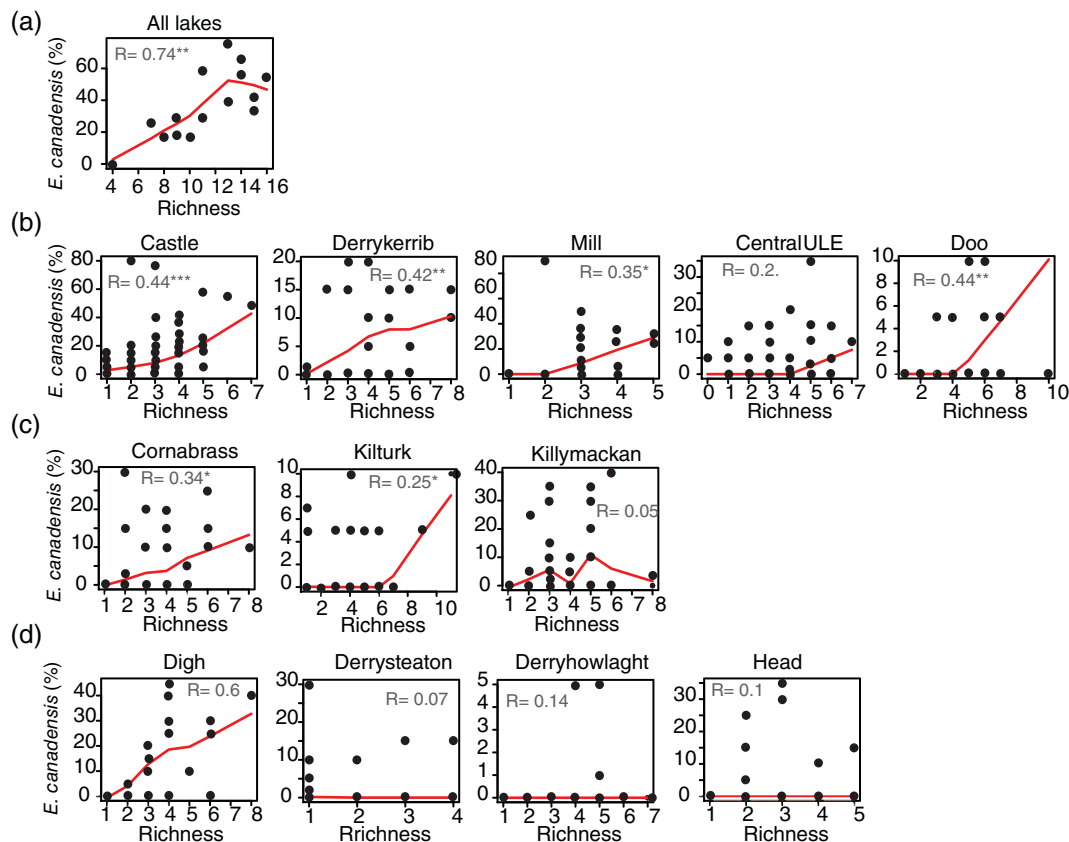 (a)
All lakes
E. canadensis (%)
R= 0.74**
60
40
20
0
4 6 8 10 12 14 16
Richness
(b)
Castle
E. canadensis (%)
R= 0.44***
80
60
40
20
0
1 2 3 4 5 6 7
Richness
Derrykerrib
R= 0.42**
20
15
10
5
0
1 2 3 4 5 6 7 8
Richness
Mill
R= 0.35*
80
60
40
20
0
1 2 3 4 5
Richness
CentralULE
R= 0.2.
30
20
10
0
0 1 2 3 4 5 6 7
Richness
Doo
R= 0.44**
10
8
6
4
2
0
2 4 6 8 10
Richness
(c)
Cornabrass
E. canadensis (%)
R= 0.34*
30
20
10
0
1 2 3 4 5 6 7 8
Richness
Kilturk
R= 0.25*
10
8
6
4
2
0
2 4 6 8 10
Richness
Killymackan
R= 0.05
40
30
20
10
0
1 2 3 4 5 6 7 8
Richness
(d)
Digh
E. canadensis (%)
R= 0.6
40
30
20
10
0
1 2 3 4 5 6 7 8
Richness
Derrysteaton
R= 0.07
30
20
10
0
1 2 3 4
Richness
Derryhowlaght
R= 0.14
5
4
3
2
1
0
1 2 3 4 5 6 7
Richness
Head
R= 0.1
30
20
10
0
1 2 3 4 5
Richness